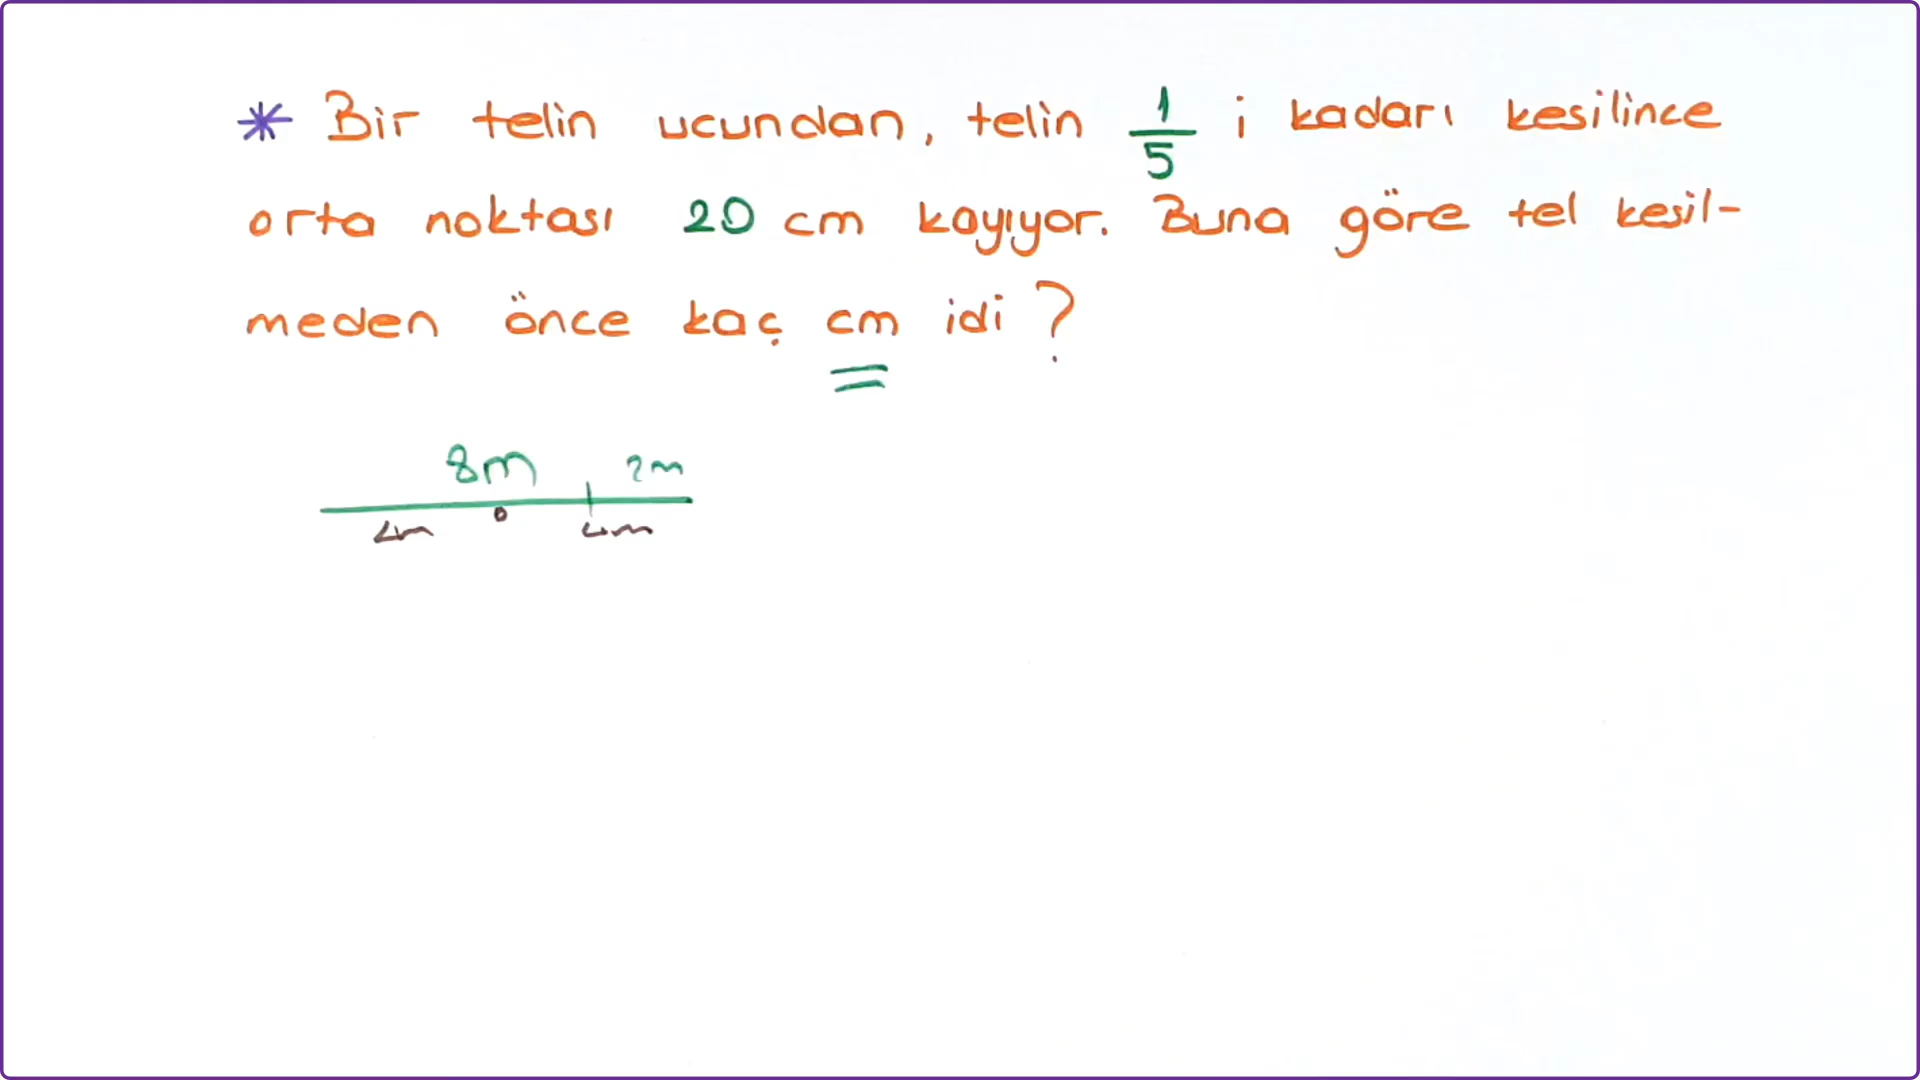 * Bir telin ucundan, telin 1/5 i kadarı kesilince
orta noktası 20 cm kayıyor. Buna göre tel kesil-
meden önce kaç cm idi?
8m 2m
4m 4m